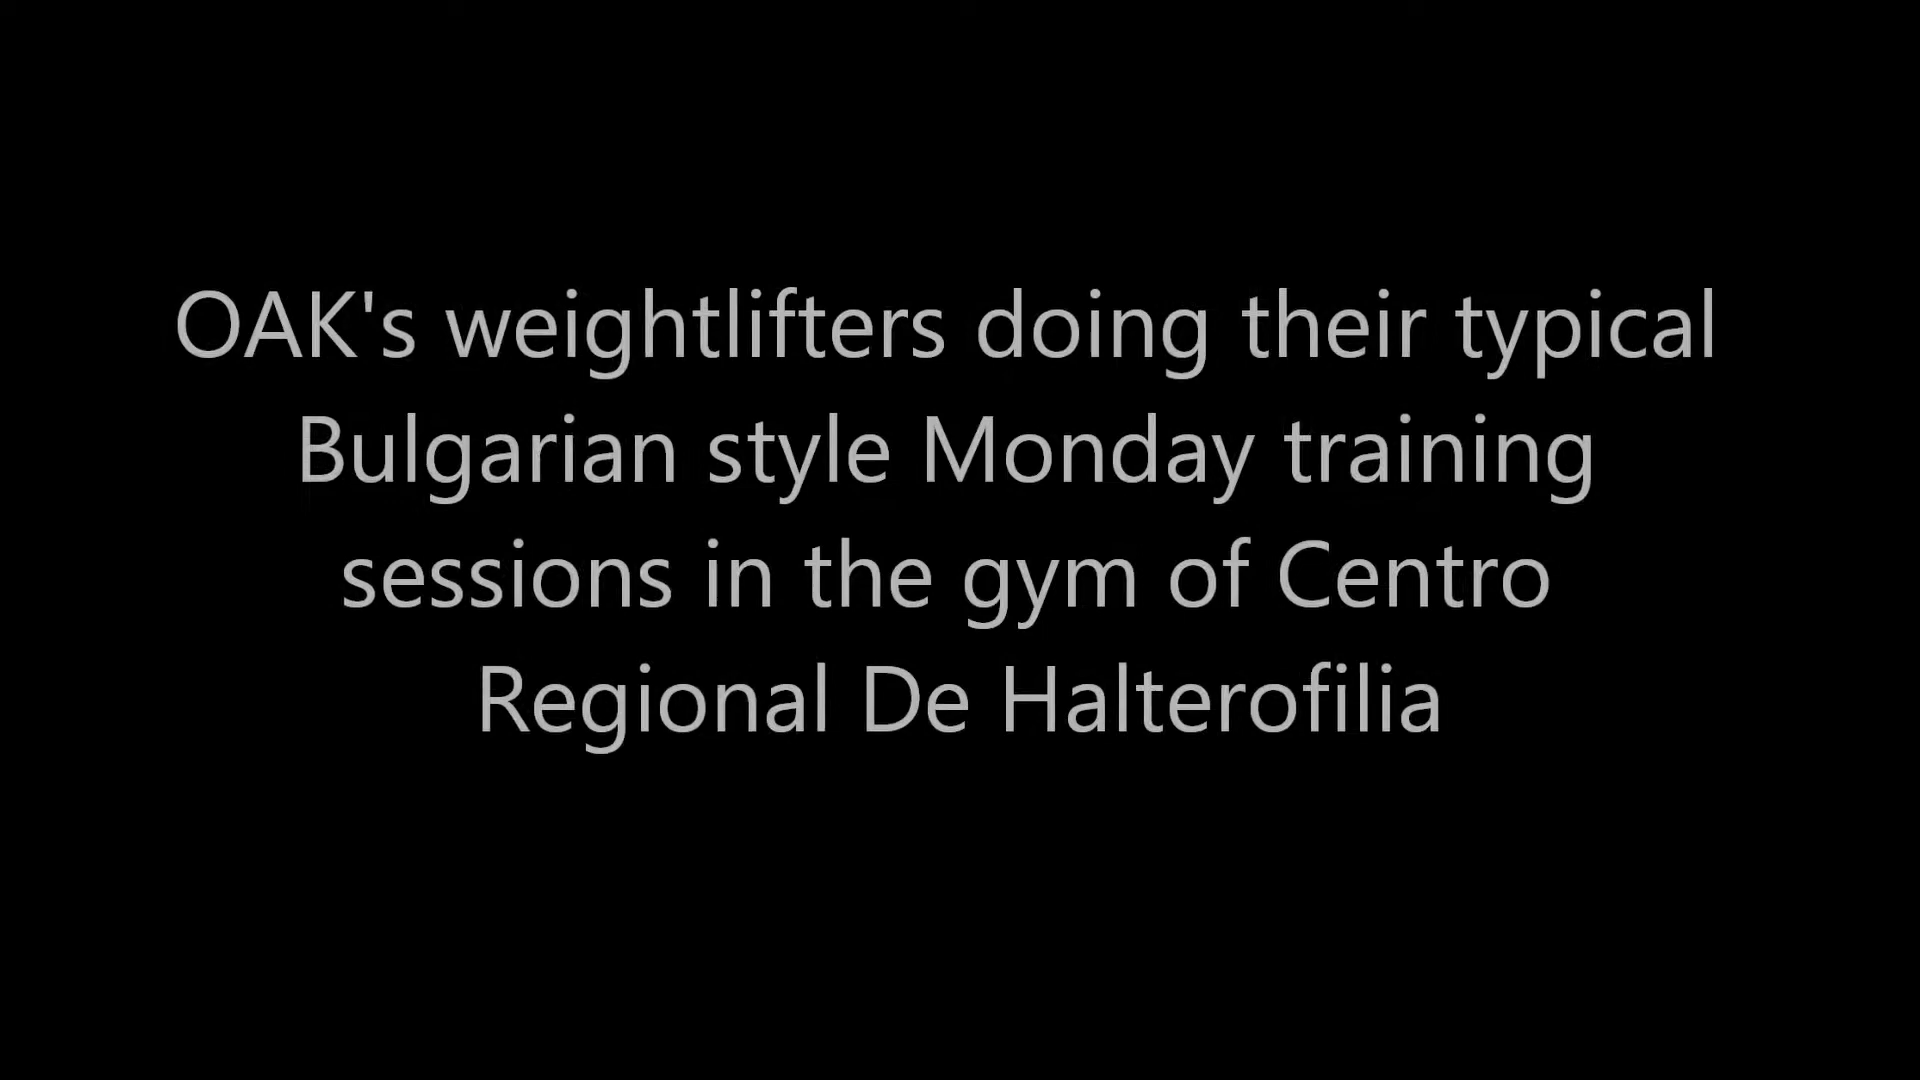 OAK's weightlifters doing their typical
Bulgarian style Monday training
sessions in the gym of Centro
Regional De Halterofilia